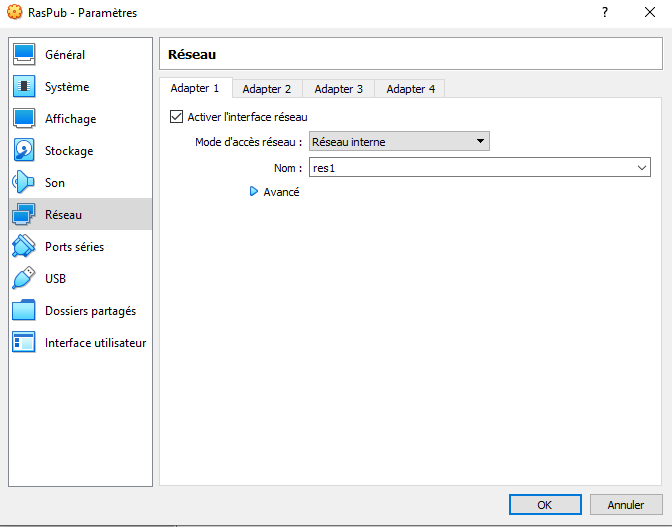 RasPub - Paramètres
?
Général
Système
Affichage
Stockage
Son
Réseau
Ports séries
USB
Dossiers partagés
Interface utilisateur
Réseau
Adapter 1 Adapter 2 Adapter 3 Adapter 4
Activer l'interface réseau
Mode d'accès réseau : Réseau interne
Nom : res1
Avancé
OK Annuler